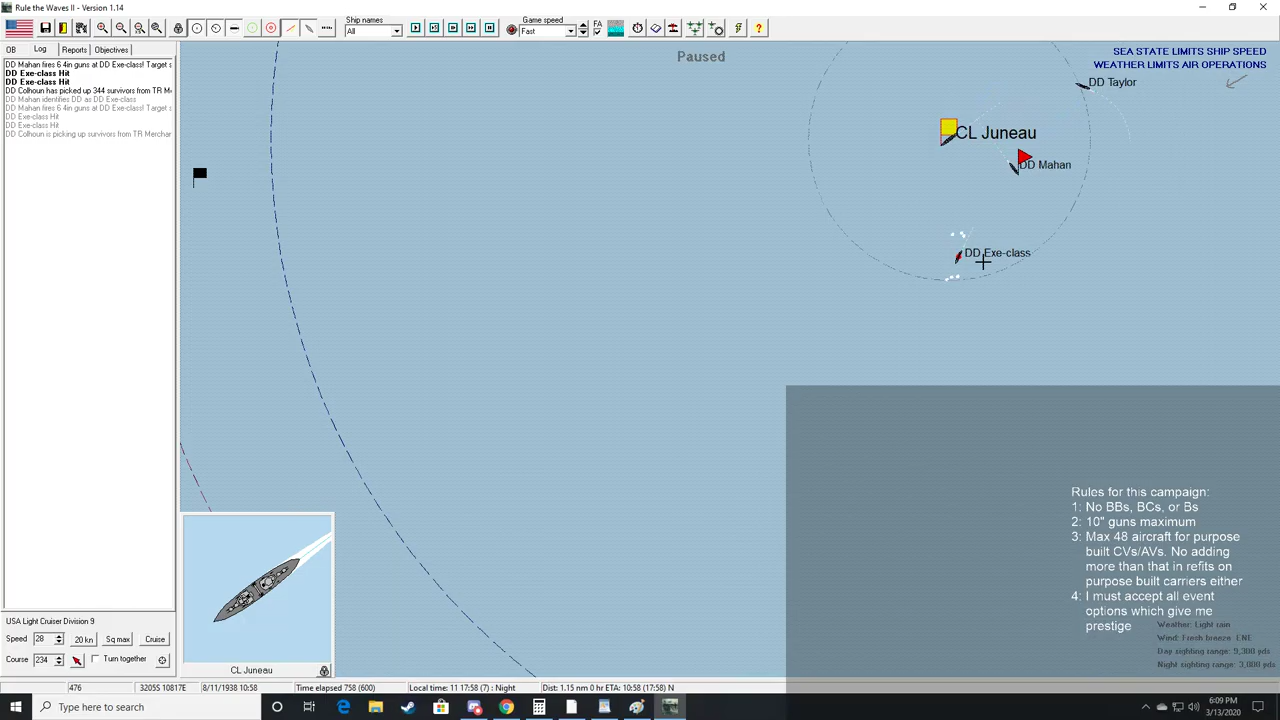 Rule the Waves II - Version 1.14
Ship names
All
Game speed
Fast
FA
OB Log Reports Objectives
DD Mahan fires 6 4in guns at DD Exe-class! Target s
DD Exe-class Hit
DD Exe-class Hit
DD Colhoun has picked up 344 survivors from TR Merc
DD Mahan identifies DD as DD Exe-class
DD Mahan fires 6 4in guns at DD Exe-class! Target s
DD Exe-class Hit
DD Exe-class Hit
DD Colhoun is picking up survivors from TR Merchar
Paused
SEA STATE LIMITS SHIP SPEED
WEATHER LIMITS AIR OPERATIONS
DD Taylor
CL Juneau
DD Mahan
DD Exe-class
Rules for this campaign:
1: No BBs, BCs, or Bs
2: 10" guns maximum
3: Max 48 aircraft for purpose
built CVs/AVs. No adding
more than that in refits on
purpose built carriers either
4: I must accept all event
options which give me
prestige
Weather: Light rain
Wind: Fresh breeze ENE
Day sighting range: 9,300 yds
Night sighting range: 3,000 yds
CL Juneau
USA Light Cruiser Division 9
Speed 28 20 kn Sq max Cruise
Course 234 Turn together
476 3205S 10817E 8/11/1938 10:58 Time elapsed 758 (600) Local time: 11 17:58 (7) : Night Dist: 1.15 nm 0 hr ETA: 10:58 (17:58) N
Type here to search
6:09 PM
3/13/2020